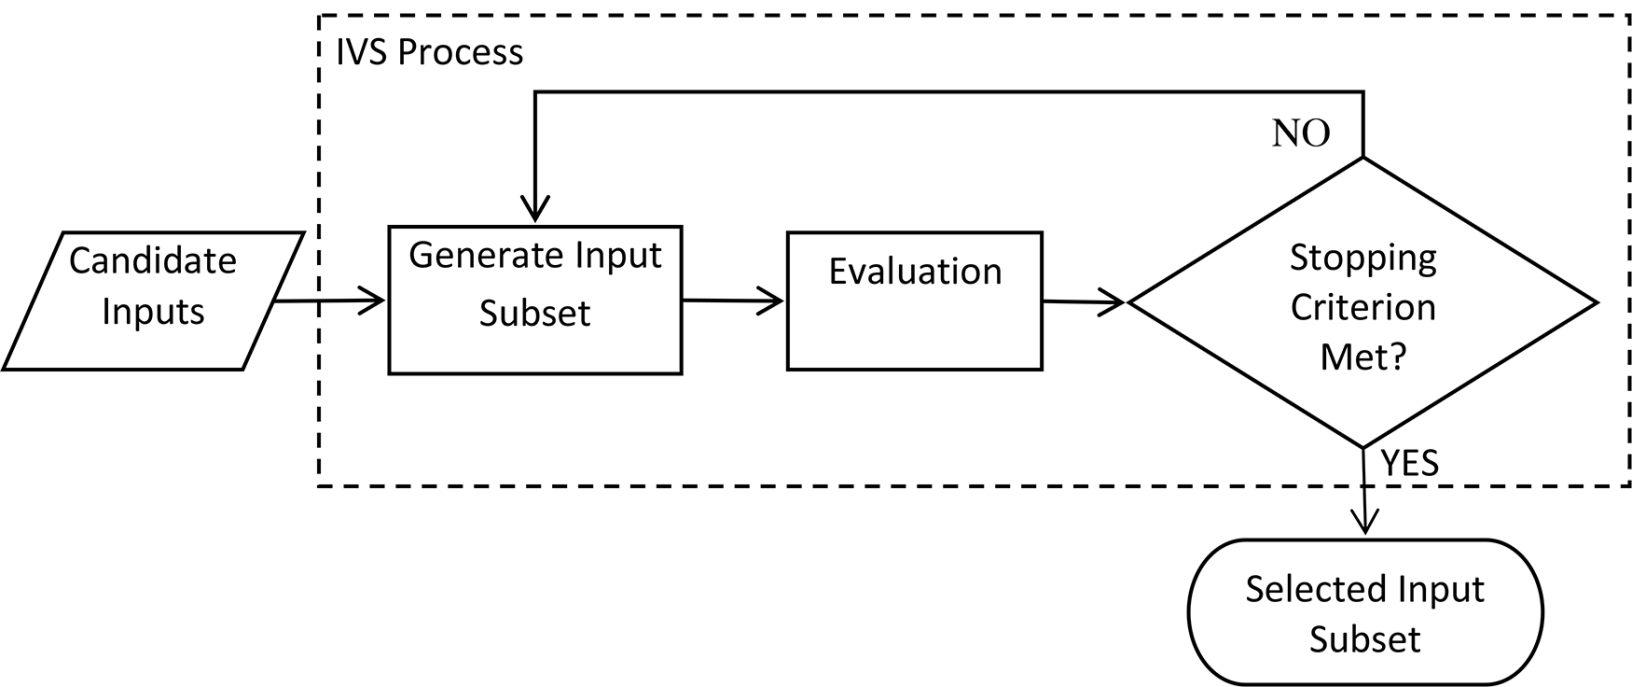 IVS Process
NO
Candidate
Inputs
Generate Input
Subset
Evaluation
Stopping
Criterion
Met?
YES
Selected Input
Subset